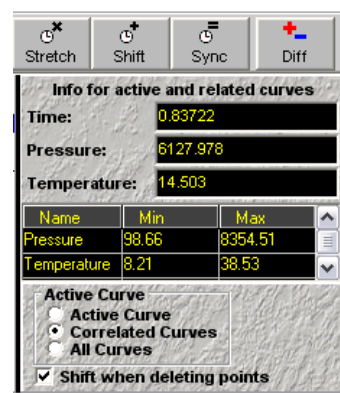 Stretch Shift Sync Diff
Info for active and related curves
Time: 0.83722
Pressure: 6127.978
Temperature: 14.503
Name Min Max
Pressure 98.66 8354.51
Temperature 8.21 38.53
Active Curve
Active Curve
Correlated Curves
All Curves
Shift when deleting points